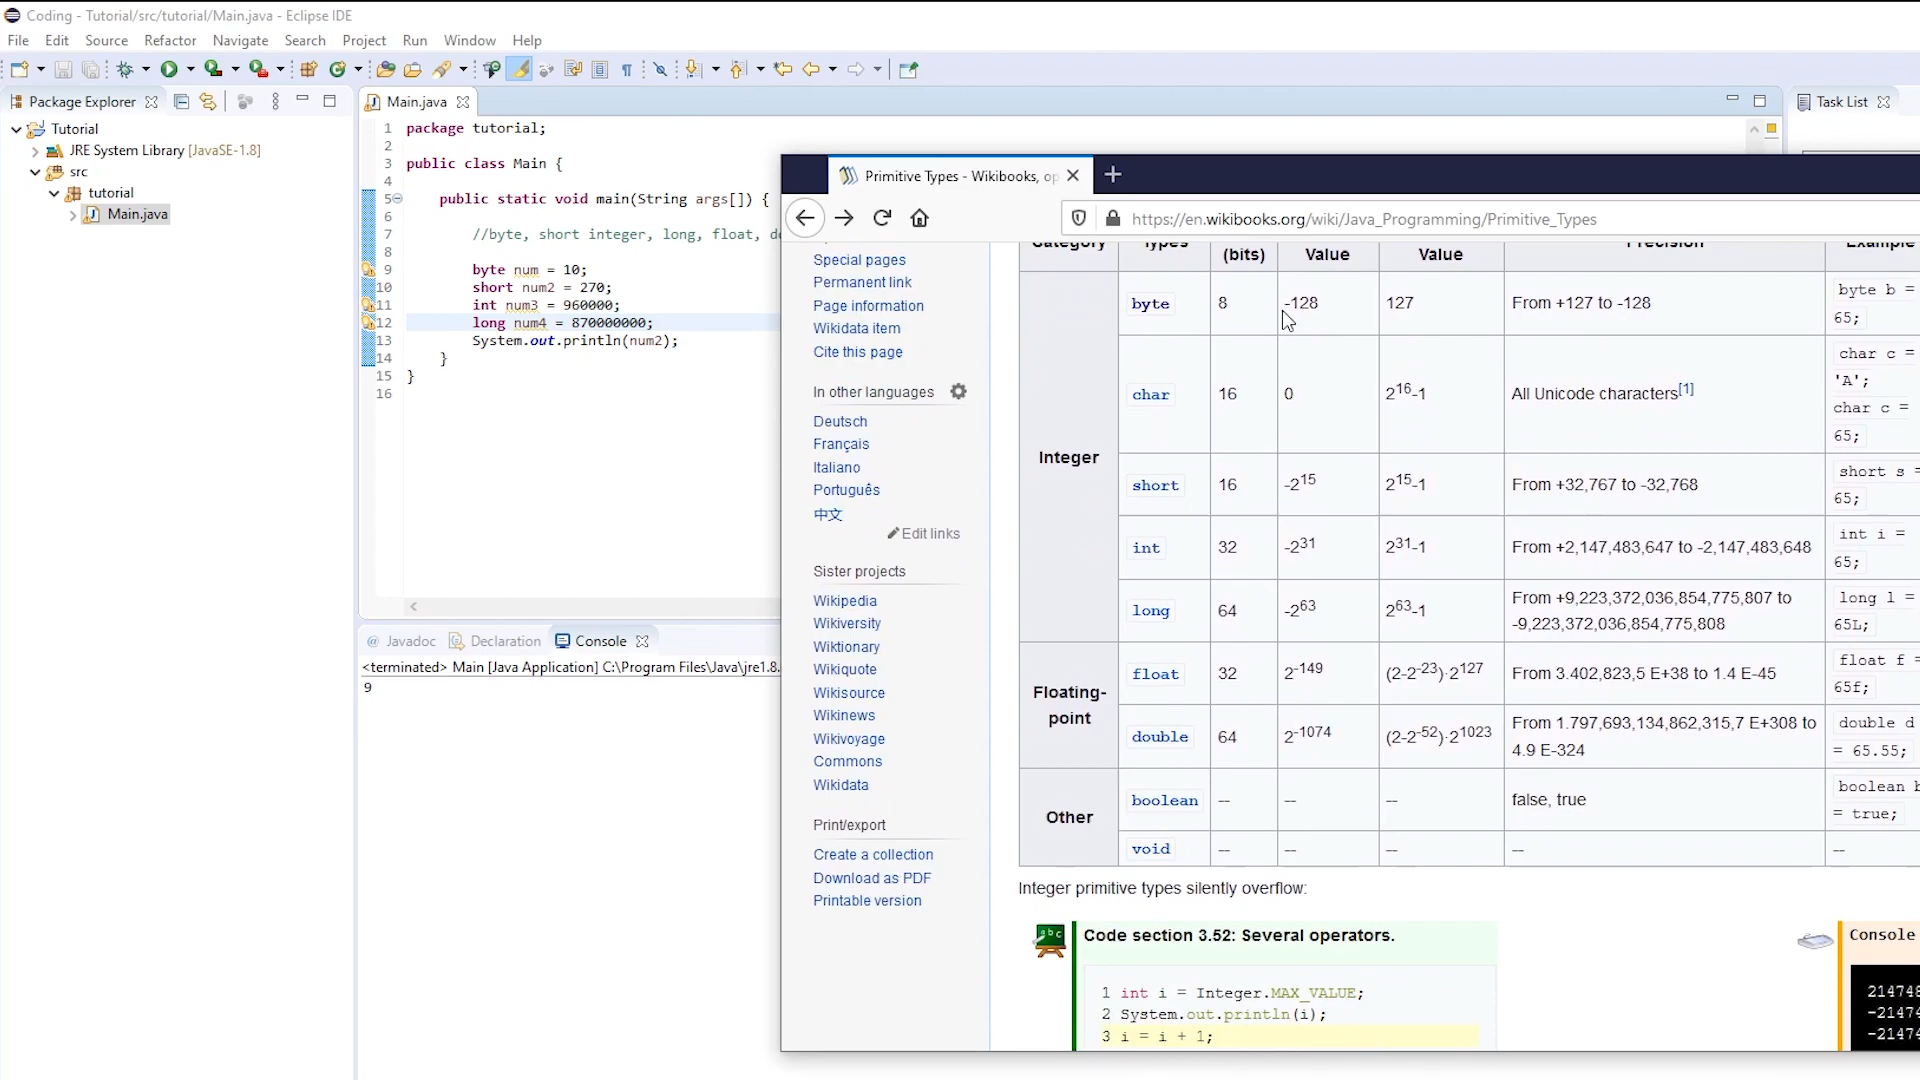 Coding - Tutorial/src/tutorial/Main.java - Eclipse IDE
File Edit Source Refactor Navigate Search Project Run Window Help
Package Explorer
Tutorial
JRE System Library [JavaSE-1.8]
src
tutorial
Main.java
Main.java
1 package tutorial;
2
3 public class Main {
4
5 public static void main(String args[]) {
6
7 //byte, short integer, long, float, d
8
9 byte num = 10;
10 short num2 = 270;
11 int num3 = 960000;
12 long num4 = 870000000;
13 System.out.println(num2);
14 }
15 }
16
Task List
@ Javadoc Declaration Console
<terminated> Main [Java Application] C:\Program Files\Java\jre1.8.
9
Primitive Types - Wikibooks, op
https://en.wikibooks.org/wiki/Java_Programming/Primitive_Types
Special pages
Permanent link
Page information
Wikidata item
Cite this page
In other languages
Deutsch
Français
Italiano
Português
中文
Edit links
Sister projects
Wikipedia
Wikiversity
Wiktionary
Wikiquote
Wikisource
Wikinews
Wikivoyage
Commons
Wikidata
Print/export
Create a collection
Download as PDF
Printable version
Category Types (bits) Value Value Precision Example
Integer
byte 8 -128 127 From +127 to -128 byte b = 65;
char 16 0 2^16-1 All Unicode characters[1] char c = 'A'; char c = 65;
short 16 -2^15 2^15-1 From +32,767 to -32,768 short s = 65;
int 32 -2^31 2^31-1 From +2,147,483,647 to -2,147,483,648 int i = 65;
long 64 -2^63 2^63-1 From +9,223,372,036,854,775,807 to -9,223,372,036,854,775,808 long l = 65L;
Floating-point
float 32 2^-149 (2-2^-23)·2^127 From 3.402,823,5 E+38 to 1.4 E-45 float f = 65f;
double 64 2^-1074 (2-2^-52)·2^1023 From 1.797,693,134,862,315,7 E+308 to 4.9 E-324 double d = 65.55;
Other
boolean -- -- -- false, true boolean b = true;
void -- -- -- -- --
Integer primitive types silently overflow:
abc
Code section 3.52: Several operators.
1 int i = Integer.MAX_VALUE;
2 System.out.println(i);
3 i = i + 1;
Console
214748
-21474
-21474